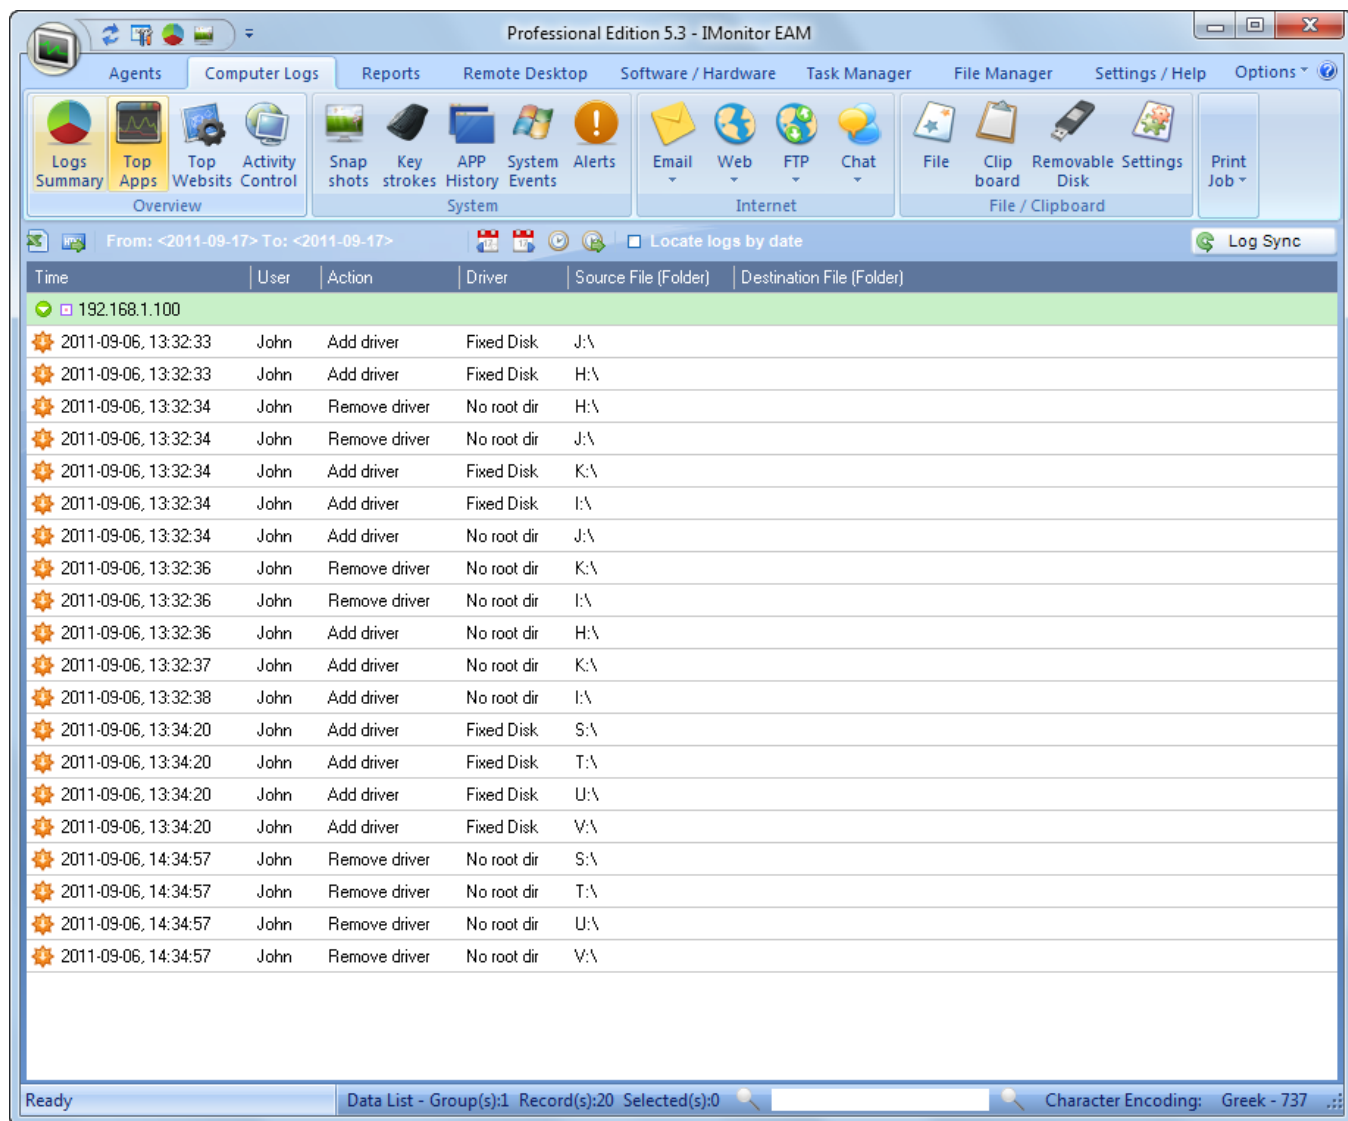 Professional Edition 5.3 - IMonitor EAM
Agents Computer Logs Reports Remote Desktop Software / Hardware Task Manager File Manager Settings / Help Options
Logs Summary Top Apps Top Websits Activity Control Snap shots Key strokes APP History System Events Alerts Email Web FTP Chat File Clip board Removable Disk Settings Print Job
Overview System Internet File / Clipboard
From: <2011-09-17> To: <2011-09-17> Locate logs by date Log Sync
Time User Action Driver Source File (Folder) Destination File (Folder)
192.168.1.100
2011-09-06, 13:32:33 John Add driver Fixed Disk J:\
2011-09-06, 13:32:33 John Add driver Fixed Disk H:\
2011-09-06, 13:32:34 John Remove driver No root dir H:\
2011-09-06, 13:32:34 John Remove driver No root dir J:\
2011-09-06, 13:32:34 John Add driver Fixed Disk K:\
2011-09-06, 13:32:34 John Add driver Fixed Disk I:\
2011-09-06, 13:32:34 John Add driver No root dir J:\
2011-09-06, 13:32:36 John Remove driver No root dir K:\
2011-09-06, 13:32:36 John Remove driver No root dir I:\
2011-09-06, 13:32:36 John Add driver No root dir H:\
2011-09-06, 13:32:37 John Add driver No root dir K:\
2011-09-06, 13:32:38 John Add driver No root dir I:\
2011-09-06, 13:34:20 John Add driver Fixed Disk S:\
2011-09-06, 13:34:20 John Add driver Fixed Disk T:\
2011-09-06, 13:34:20 John Add driver Fixed Disk U:\
2011-09-06, 13:34:20 John Add driver Fixed Disk V:\
2011-09-06, 14:34:57 John Remove driver No root dir S:\
2011-09-06, 14:34:57 John Remove driver No root dir T:\
2011-09-06, 14:34:57 John Remove driver No root dir U:\
2011-09-06, 14:34:57 John Remove driver No root dir V:\
Ready Data List - Group(s):1 Record(s):20 Selected(s):0 Character Encoding: Greek - 737